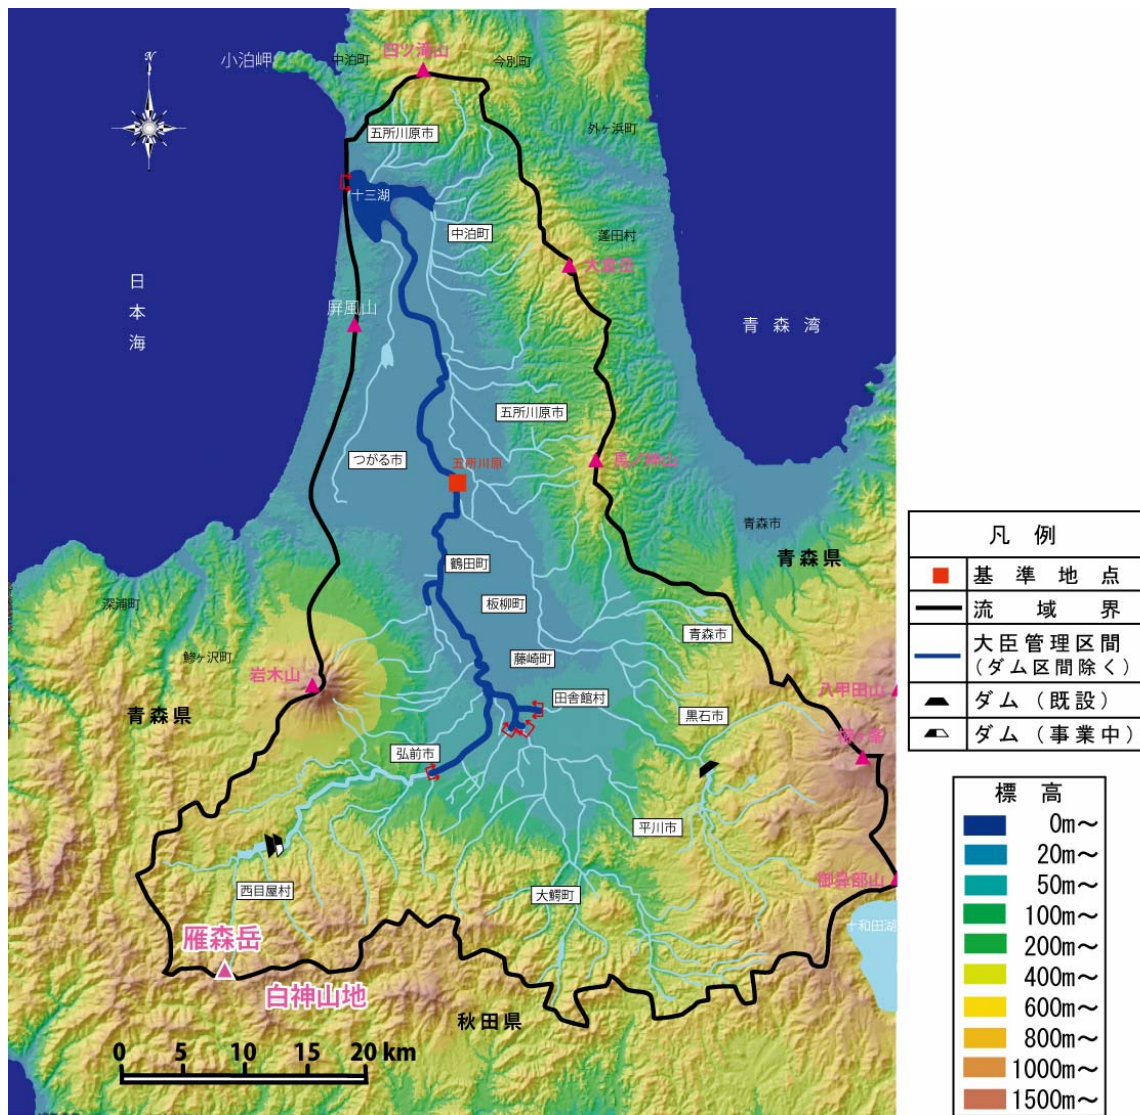 N
小泊岬
中泊町
四ツ滝山
今別町
外ヶ浜町
五所川原市
十三湖
中泊町
蓬田村
大倉岳
日本海
屏風山
青森湾
五所川原市
つがる市
五所川原
馬ノ神山
青森市
青森県
鶴田町
板柳町
深浦町
鰺ヶ沢町
青森市
藤崎町
岩木山
田舎館村
八甲田山
青森県
黒石市
櫛ヶ峯
弘前市
平川市
西目屋村
大鰐町
御鼻部山
十和田湖
雁森岳
白神山地
秋田県
0 5 10 15 20 km
凡例
基準地点
流域界
大臣管理区間
(ダム区間除く)
ダム(既設)
ダム(事業中)
標高
0m～
20m～
50m～
100m～
200m～
400m～
600m～
800m～
1000m～
1500m～